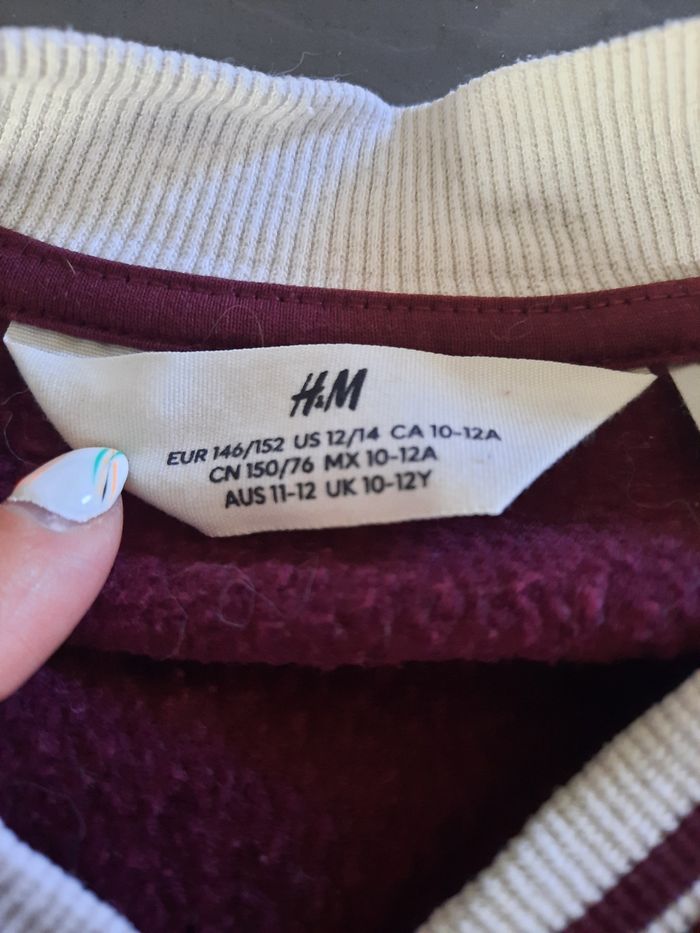 H&M
EUR 146/152 US 12/14 CA 10-12A
CN 150/76 MX 10-12A
AUS 11-12 UK 10-12Y